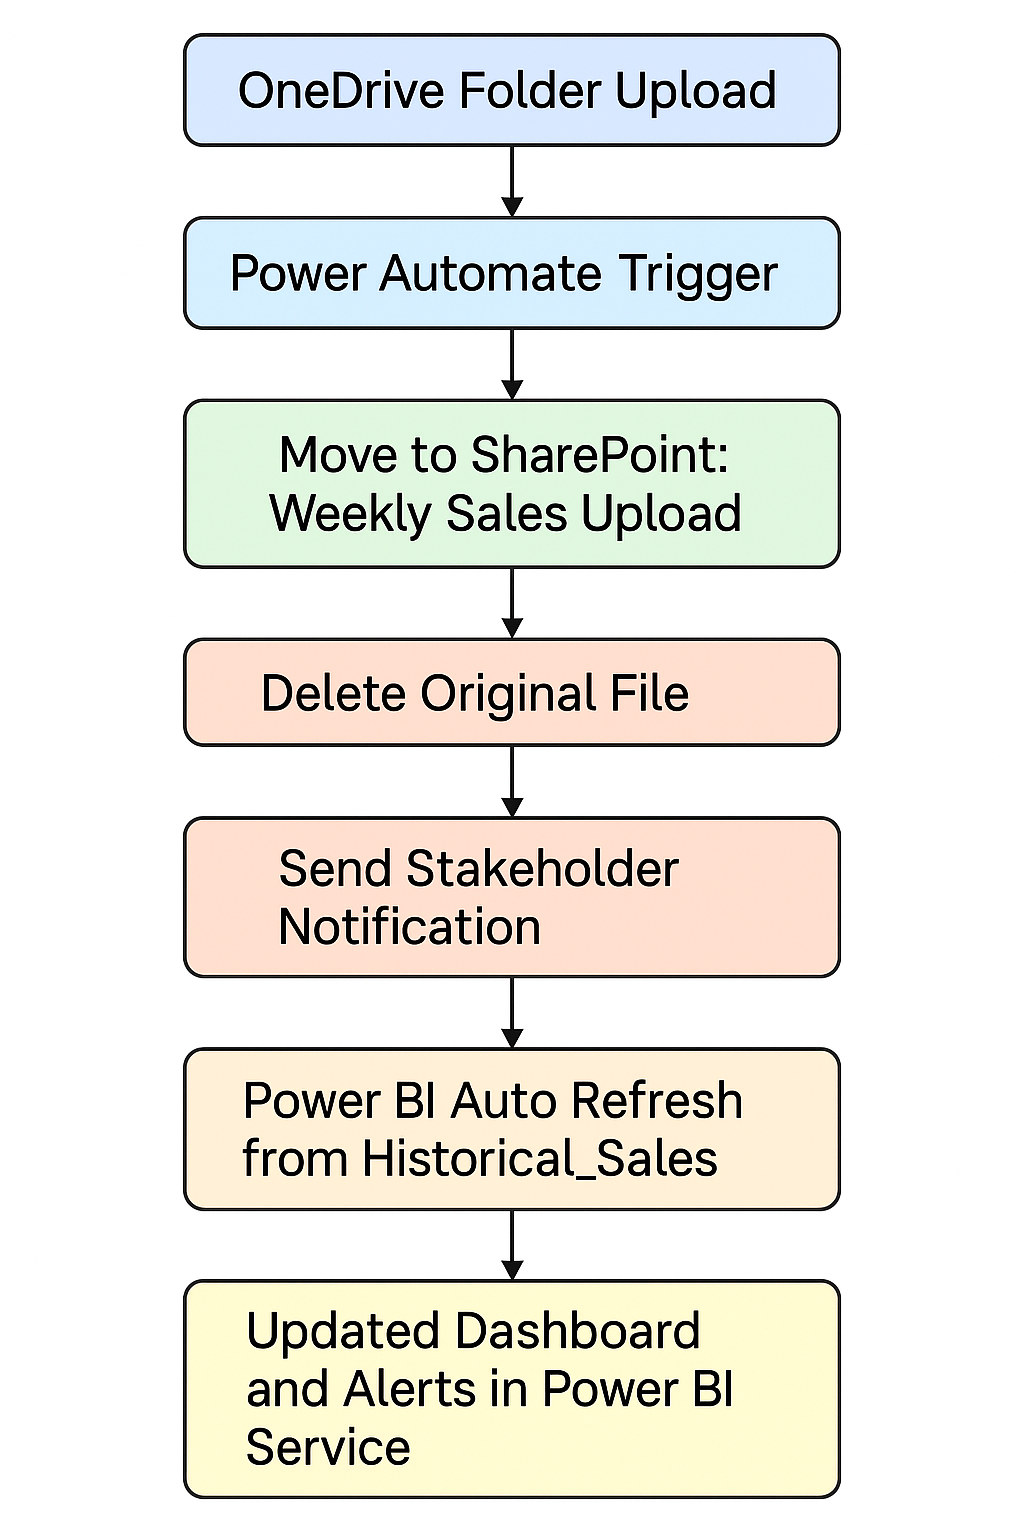 OneDrive Folder Upload
Power Automate Trigger
Move to SharePoint:
Weekly Sales Upload
Delete Original File
Send Stakeholder
Notification
Power BI Auto Refresh
from Historical_Sales
Updated Dashboard
and Alerts in Power BI
Service